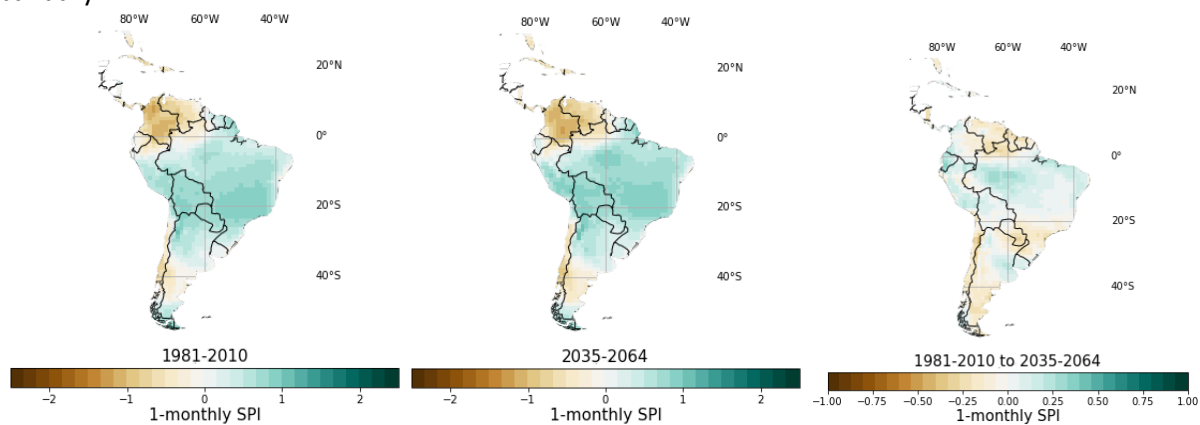 80°W 60°W 40°W
20°N
0°
20°S
40°S
1981-2010
−2 −1 0 1 2
1-monthly SPI
80°W 60°W 40°W
20°N
0°
20°S
40°S
2035-2064
−2 −1 0 1 2
1-monthly SPI
80°W 60°W 40°W
20°N
0°
20°S
40°S
1981-2010 to 2035-2064
−1.00 −0.75 −0.50 −0.25 0.00 0.25 0.50 0.75 1.00
1-monthly SPI